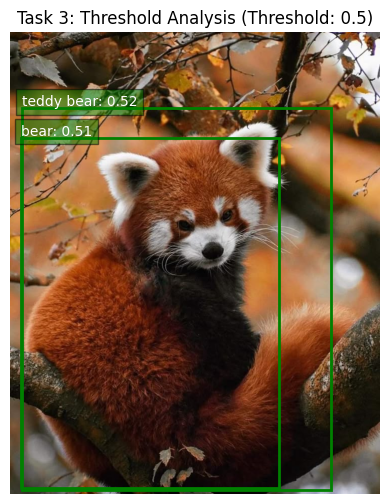 Task 3: Threshold Analysis (Threshold: 0.5)
teddy bear: 0.52
bear: 0.51